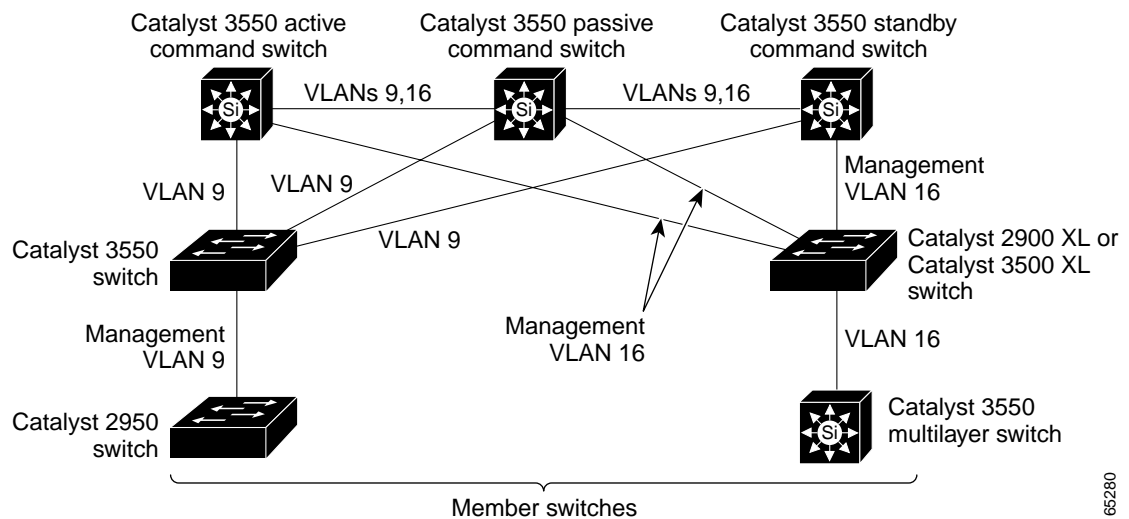 Catalyst 3550 active
command switch
Catalyst 3550 passive
command switch
Catalyst 3550 standby
command switch
Si
VLANs 9,16
Si
VLANs 9,16
Si
VLAN 9
VLAN 9
VLAN 9
Management
VLAN 16
Catalyst 3550
switch
Catalyst 2900 XL or
Catalyst 3500 XL
switch
Management
VLAN 9
Management
VLAN 16
VLAN 16
Catalyst 2950
switch
Si
Catalyst 3550
multilayer switch
Member switches
65280